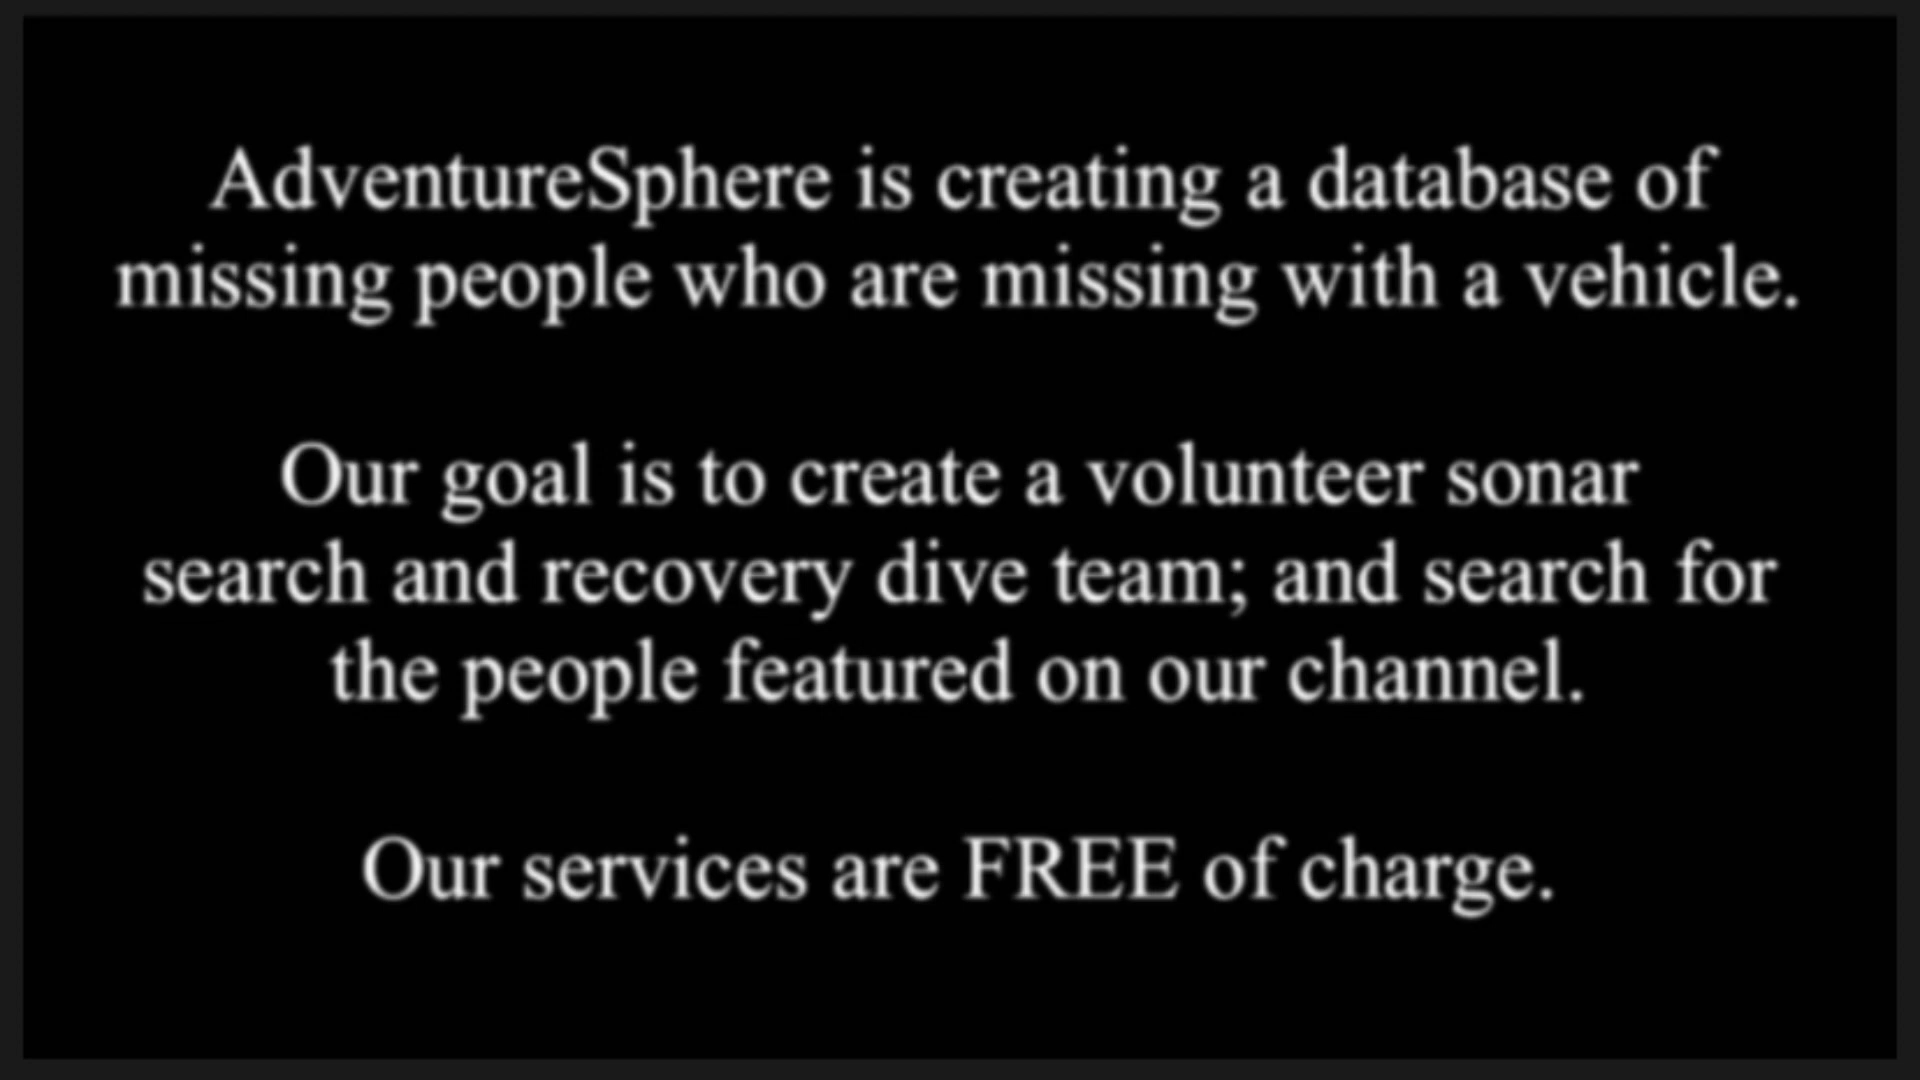 AdventureSphere is creating a database of
missing people who are missing with a vehicle.
Our goal is to create a volunteer sonar
search and recovery dive team; and search for
the people featured on our channel.
Our services are FREE of charge.